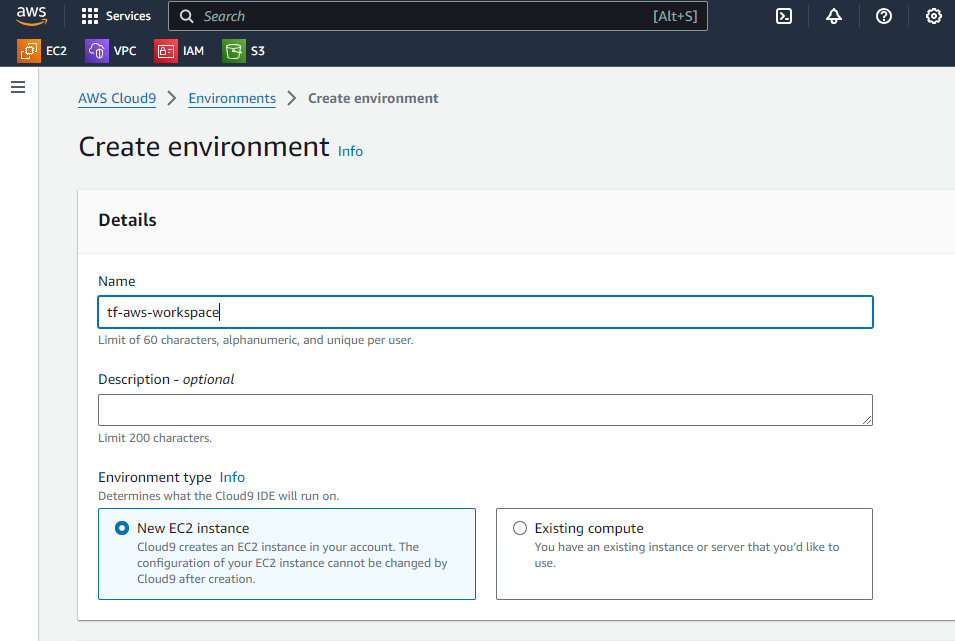 aws Services Search [Alt+S]
EC2 VPC IAM S3
AWS Cloud9 Environments Create environment
Create environment Info
Details
Name
tf-aws-workspace
Limit of 60 characters, alphanumeric, and unique per user.
Description - optional
Limit 200 characters.
Environment type Info
Determines what the Cloud9 IDE will run on.
New EC2 instance
Cloud9 creates an EC2 instance in your account. The
configuration of your EC2 instance cannot be changed by
Cloud9 after creation.
Existing compute
You have an existing instance or server that you'd like to
use.